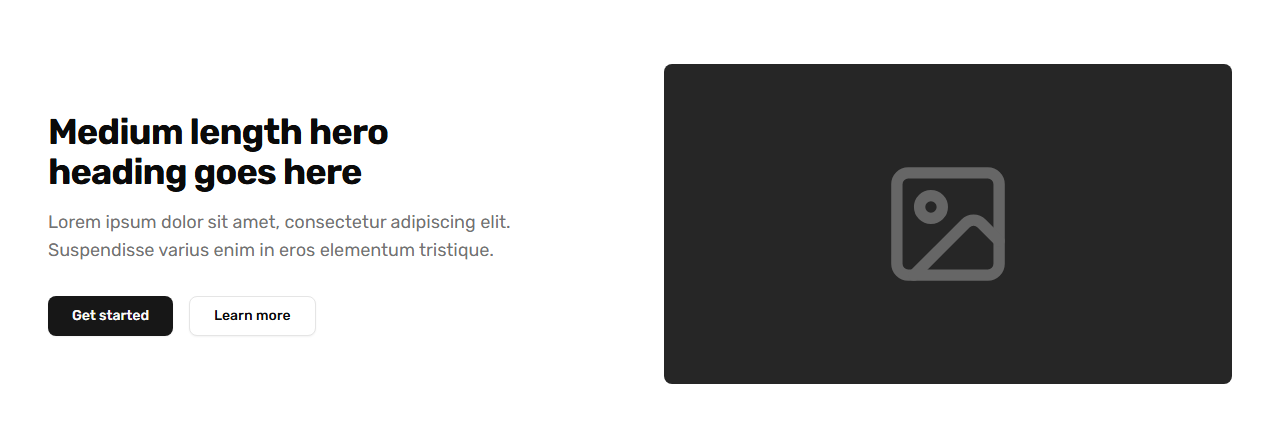 Medium length hero
heading goes here
Lorem ipsum dolor sit amet, consectetur adipiscing elit.
Suspendisse varius enim in eros elementum tristique.
Get started
Learn more